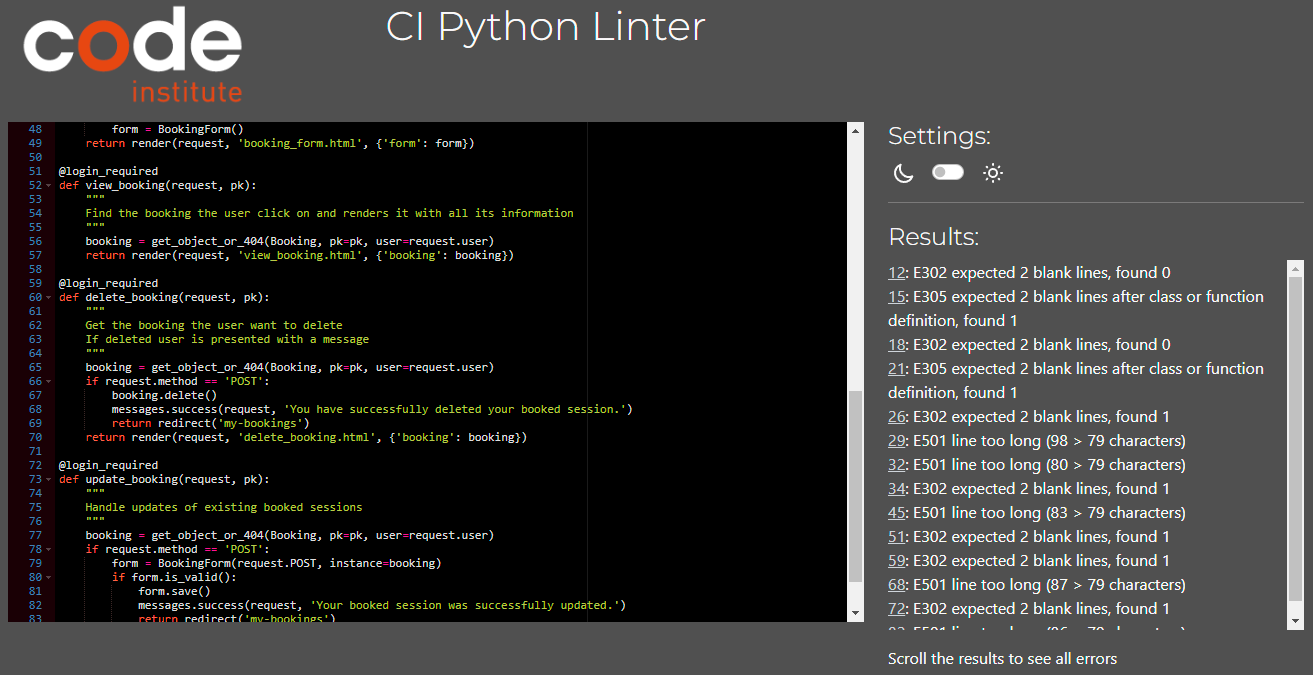 code
institute
CI Python Linter
48 form = BookingForm()
49 return render(request, 'booking_form.html', {'form': form})
50
51 @login_required
52 def view_booking(request, pk):
53 """
54 Find the booking the user click on and renders it with all its information
55 """
56 booking = get_object_or_404(Booking, pk=pk, user=request.user)
57 return render(request, 'view_booking.html', {'booking': booking})
58
59 @login_required
60 def delete_booking(request, pk):
61 """
62 Get the booking the user want to delete
63 If deleted user is presented with a message
64 """
65 booking = get_object_or_404(Booking, pk=pk, user=request.user)
66 if request.method == 'POST':
67 booking.delete()
68 messages.success(request, 'You have successfully deleted your booked session.')
69 return redirect('my-bookings')
70 return render(request, 'delete_booking.html', {'booking': booking})
71
72 @login_required
73 def update_booking(request, pk):
74 """
75 Handle updates of existing booked sessions
76 """
77 booking = get_object_or_404(Booking, pk=pk, user=request.user)
78 if request.method == 'POST':
79 form = BookingForm(request.POST, instance=booking)
80 if form.is_valid():
81 form.save()
82 messages.success(request, 'Your booked session was successfully updated.')
83 return redirect('my-bookings')
Settings:
Results:
12: E302 expected 2 blank lines, found 0
15: E305 expected 2 blank lines after class or function
definition, found 1
18: E302 expected 2 blank lines, found 0
21: E305 expected 2 blank lines after class or function
definition, found 1
26: E302 expected 2 blank lines, found 1
29: E501 line too long (98 > 79 characters)
32: E501 line too long (80 > 79 characters)
34: E302 expected 2 blank lines, found 1
45: E501 line too long (83 > 79 characters)
51: E302 expected 2 blank lines, found 1
59: E302 expected 2 blank lines, found 1
68: E501 line too long (87 > 79 characters)
72: E302 expected 2 blank lines, found 1
Scroll the results to see all errors